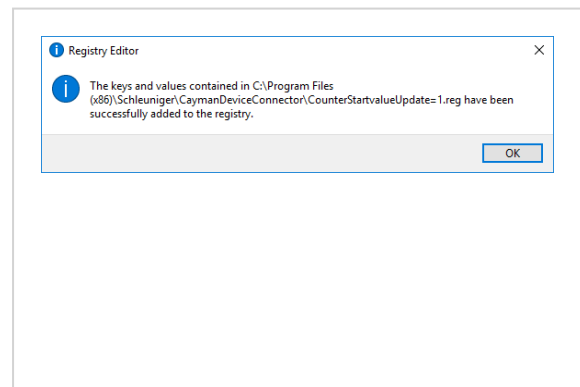 Registry Editor
The keys and values contained in C:\Program Files
(x86)\Schleuniger\CaymanDeviceConnector\CounterStartvalueUpdate=1.reg have been
successfully added to the registry.
OK